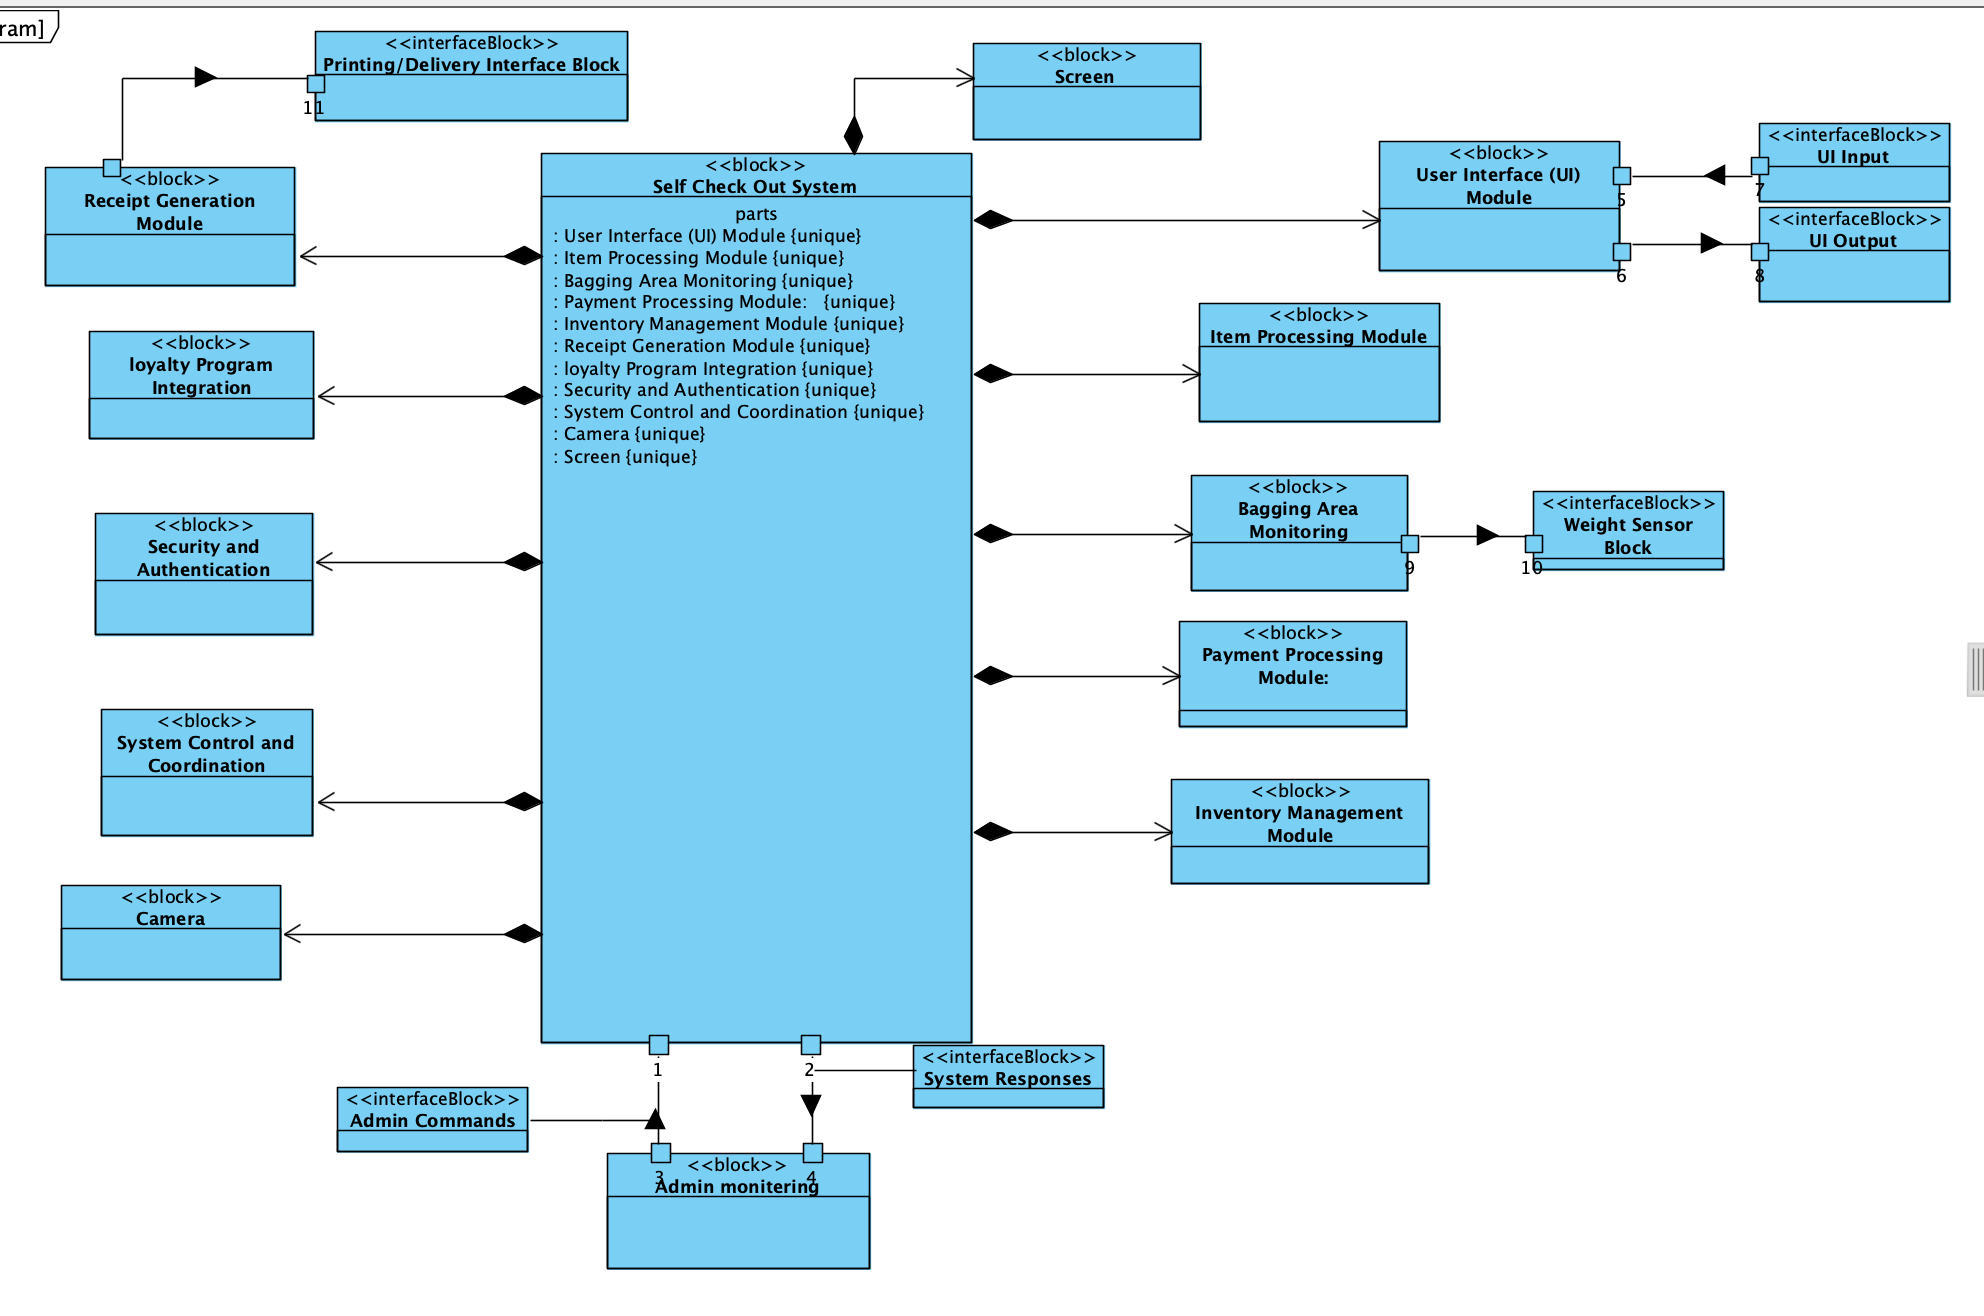 ram]
<<interfaceBlock>>
Printing/Delivery Interface Block
11
<<block>>
Screen
<<block>>
Receipt Generation
Module
<<block>>
Self Check Out System
parts
: User Interface (UI) Module {unique}
: Item Processing Module {unique}
: Bagging Area Monitoring {unique}
: Payment Processing Module:   {unique}
: Inventory Management Module {unique}
: Receipt Generation Module {unique}
: loyalty Program Integration {unique}
: Security and Authentication {unique}
: System Control and Coordination {unique}
: Camera {unique}
: Screen {unique}
<<block>>
User Interface (UI)
Module
5
6
<<interfaceBlock>>
UI Input
7
<<interfaceBlock>>
UI Output
8
<<block>>
loyalty Program
Integration
<<block>>
Item Processing Module
<<block>>
Security and
Authentication
<<block>>
Bagging Area
Monitoring
9
<<interfaceBlock>>
Weight Sensor
Block
10
<<block>>
Payment Processing
Module:
<<block>>
System Control and
Coordination
<<block>>
Inventory Management
Module
<<block>>
Camera
1
2
<<interfaceBlock>>
System Responses
<<interfaceBlock>>
Admin Commands
<<block>>
3
4
Admin monitering